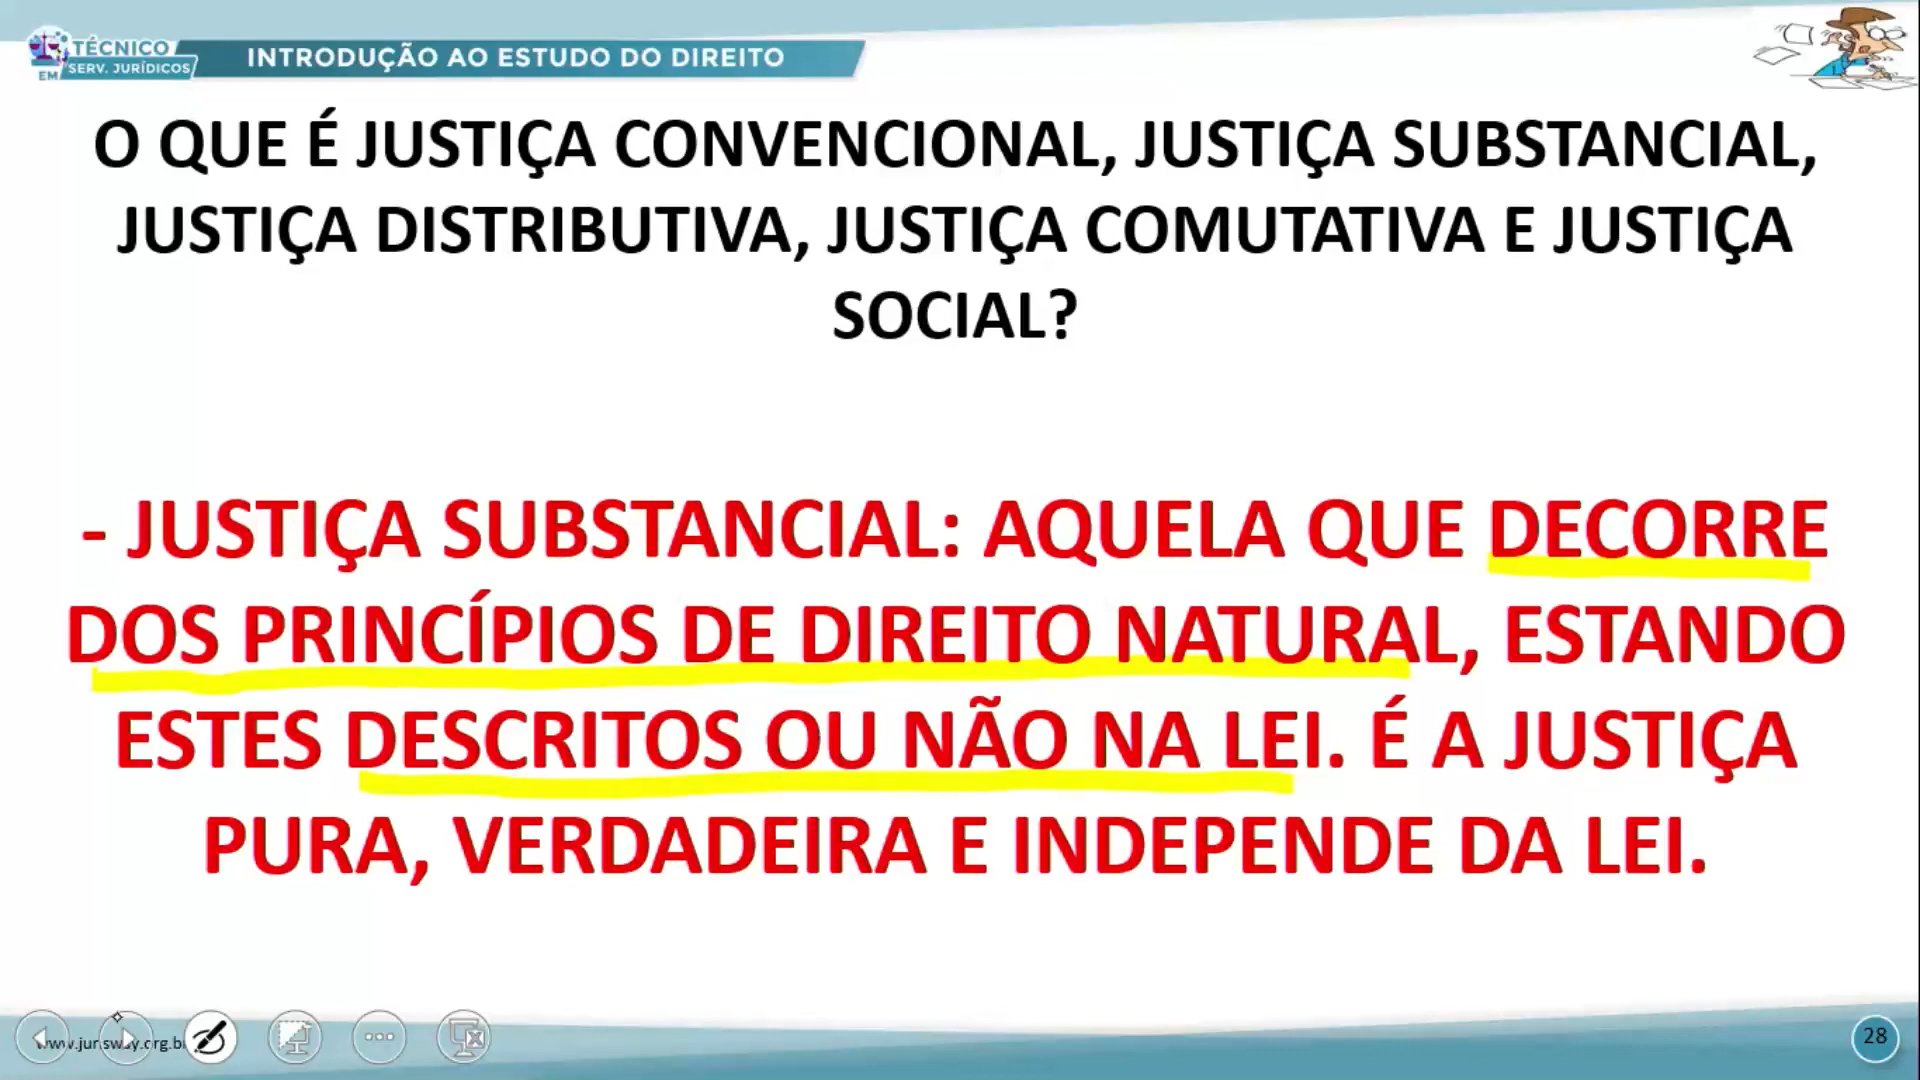 TÉCNICO
EM SERV. JURÍDICOS
INTRODUÇÃO AO ESTUDO DO DIREITO
O QUE É JUSTIÇA CONVENCIONAL, JUSTIÇA SUBSTANCIAL,
JUSTIÇA DISTRIBUTIVA, JUSTIÇA COMUTATIVA E JUSTIÇA
SOCIAL?
- JUSTIÇA SUBSTANCIAL: AQUELA QUE DECORRE
DOS PRINCÍPIOS DE DIREITO NATURAL, ESTANDO
ESTES DESCRITOS OU NÃO NA LEI. É A JUSTIÇA
PURA, VERDADEIRA E INDEPENDE DA LEI.
28